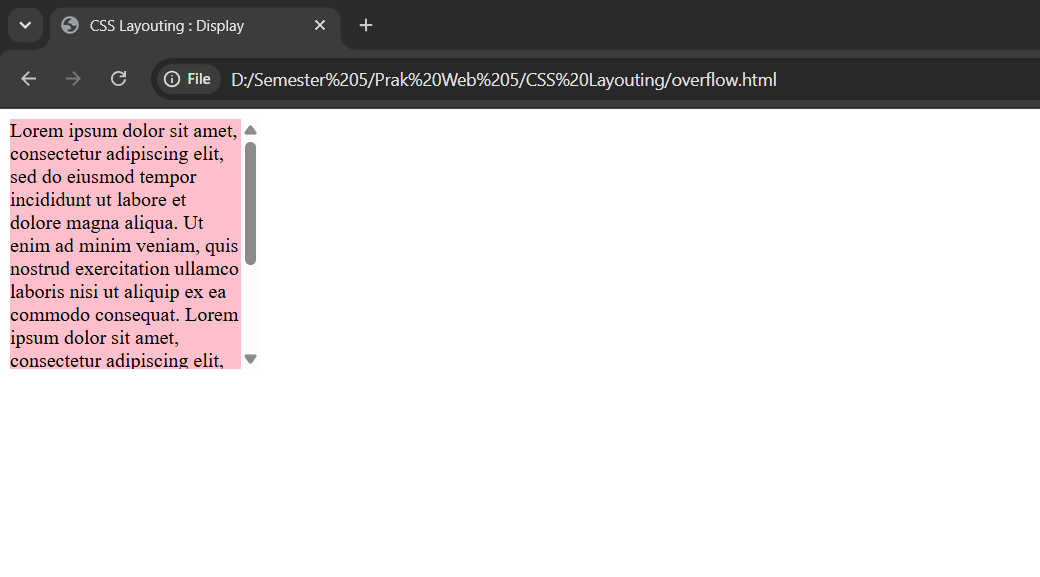 CSS Layouting : Display
File
D:/Semester%205/Prak%20Web%205/CSS%20Layouting/overflow.html
Lorem ipsum dolor sit amet,
consectetur adipiscing elit,
sed do eiusmod tempor
incididunt ut labore et
dolore magna aliqua. Ut
enim ad minim veniam, quis
nostrud exercitation ullamco
laboris nisi ut aliquip ex ea
commodo consequat. Lorem
ipsum dolor sit amet,
consectetur adipiscing elit,